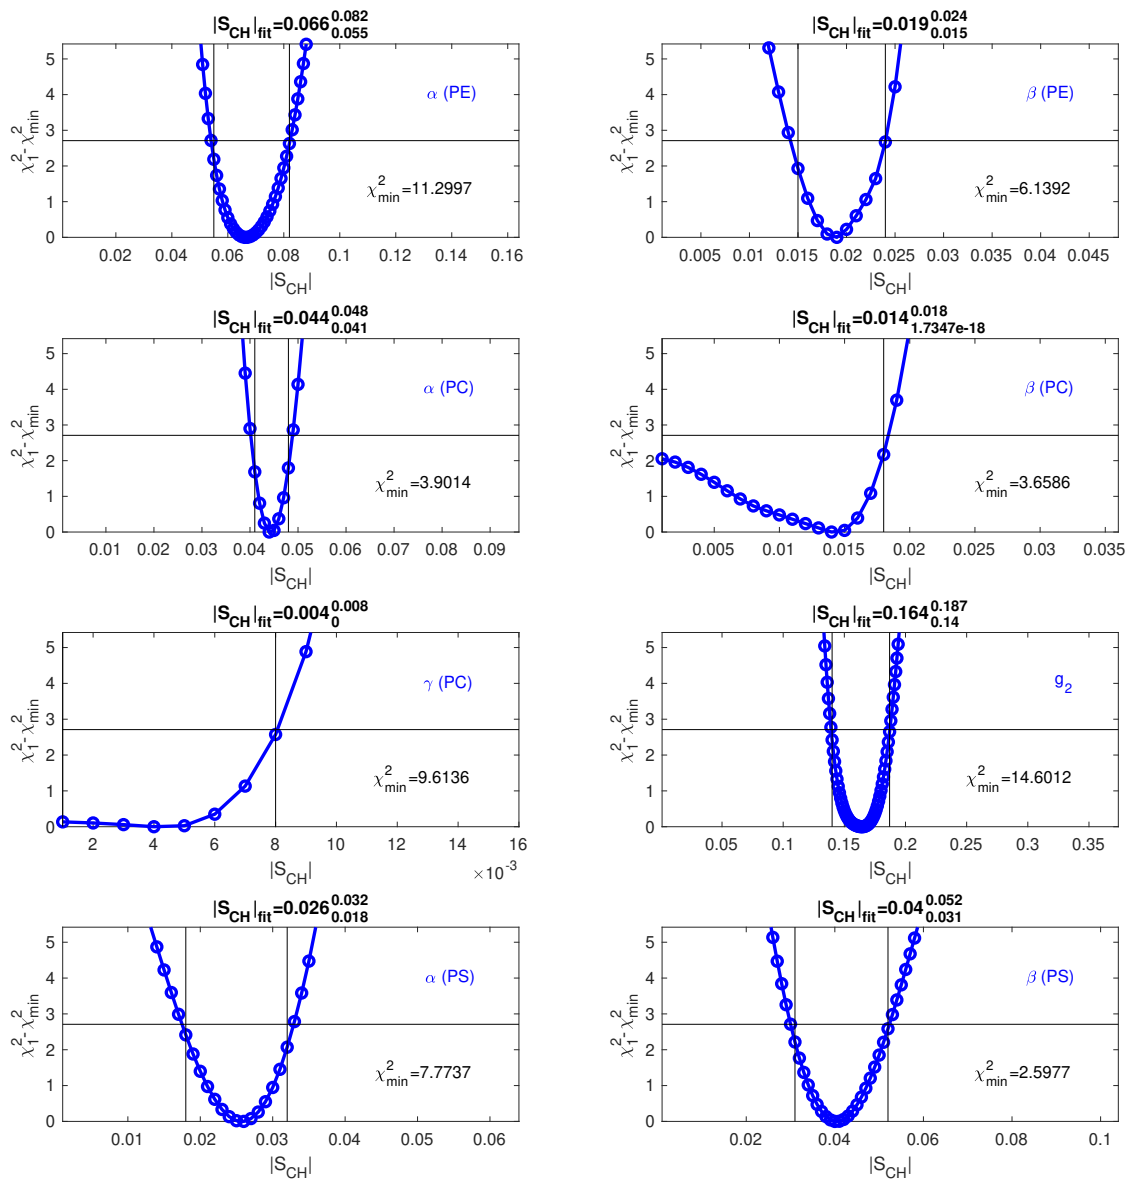 |S_CH|_fit=0.066^0.082_0.055
χ²₁- χ²_min
5
4
3
2
1
0
α (PE)
χ²_min=11.2997
0.02 0.04 0.06 0.08 0.1 0.12 0.14 0.16
|S_CH|
|S_CH|_fit=0.019^0.024_0.015
χ²₁- χ²_min
5
4
3
2
1
0
β (PE)
χ²_min=6.1392
0.005 0.01 0.015 0.02 0.025 0.03 0.035 0.04 0.045
|S_CH|
|S_CH|_fit=0.044^0.048_0.041
χ²₁- χ²_min
5
4
3
2
1
0
α (PC)
χ²_min=3.9014
0.01 0.02 0.03 0.04 0.05 0.06 0.07 0.08 0.09
|S_CH|
|S_CH|_fit=0.014^0.018_1.7347e-18
χ²₁- χ²_min
5
4
3
2
1
0
β (PC)
χ²_min=3.6586
0.005 0.01 0.015 0.02 0.025 0.03 0.035
|S_CH|
|S_CH|_fit=0.004^0.008_0
χ²₁- χ²_min
5
4
3
2
1
0
γ (PC)
χ²_min=9.6136
2 4 6 8 10 12 14 16
|S_CH|
×10⁻³
|S_CH|_fit=0.164^0.187_0.14
χ²₁- χ²_min
5
4
3
2
1
0
g₂
χ²_min=14.6012
0.05 0.1 0.15 0.2 0.25 0.3 0.35
|S_CH|
|S_CH|_fit=0.026^0.032_0.018
χ²₁- χ²_min
5
4
3
2
1
0
α (PS)
χ²_min=7.7737
0.01 0.02 0.03 0.04 0.05 0.06
|S_CH|
|S_CH|_fit=0.04^0.052_0.031
χ²₁- χ²_min
5
4
3
2
1
0
β (PS)
χ²_min=2.5977
0.02 0.04 0.06 0.08 0.1
|S_CH|